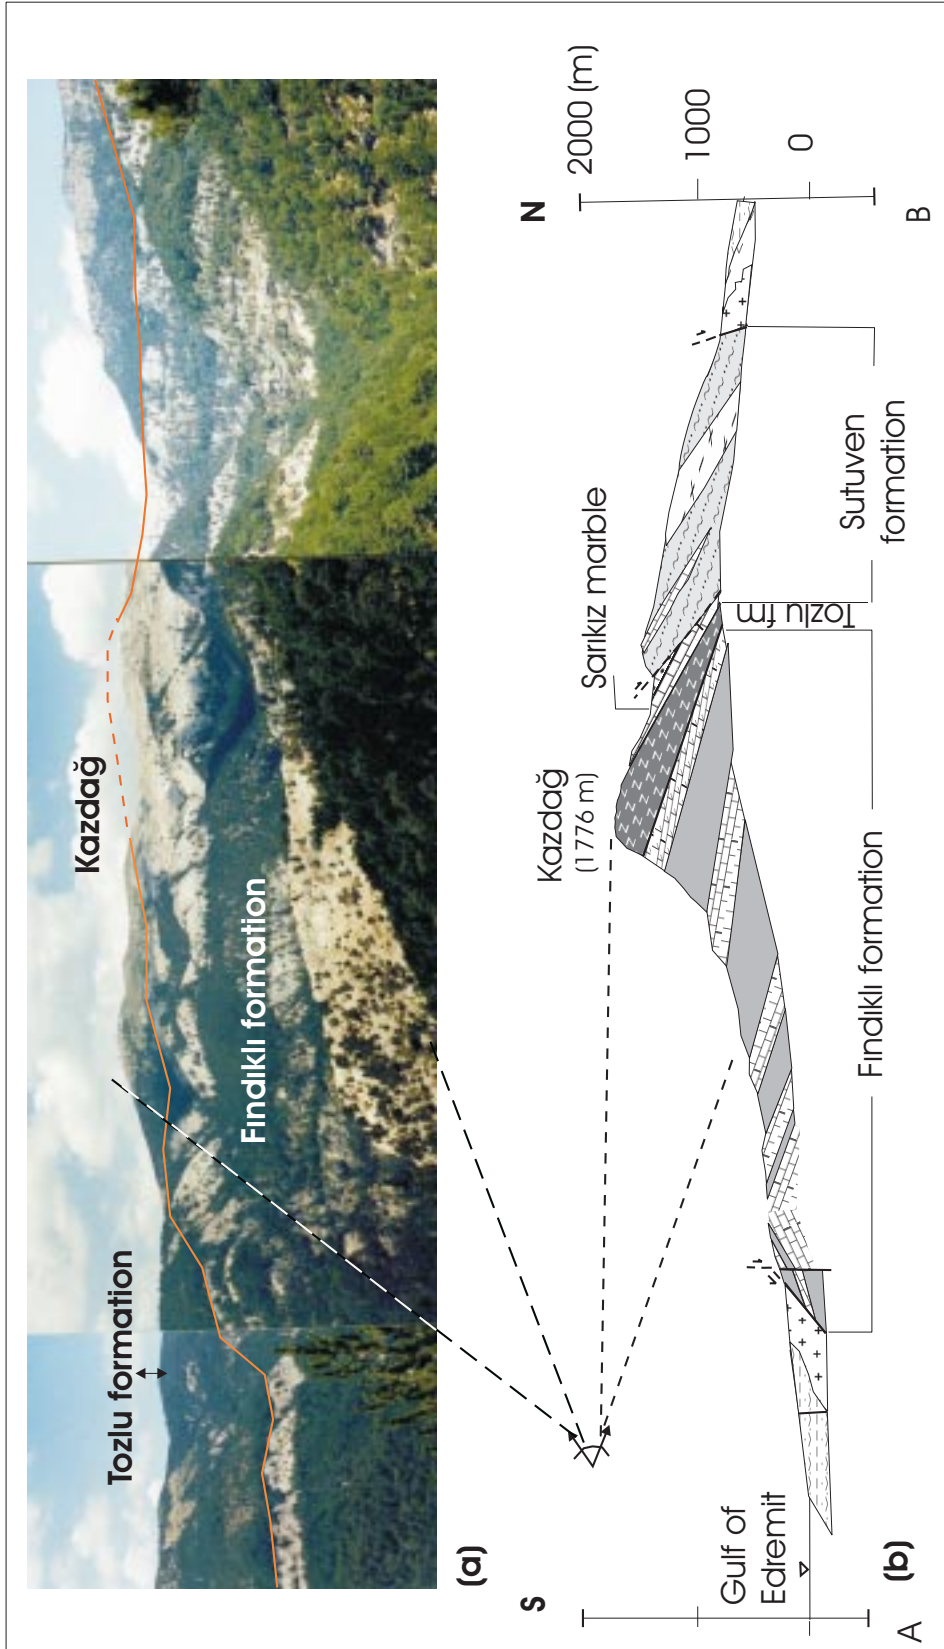 Tozlu formation
Kazdağ
Fındıklı formation
(a)
S
N
2000 (m)
1000
0
Gulf of
Edremit
Kazdağ
(1776 m)
Sarıkız marble
Fındıklı formation
Tozlu fm
Sutuven
formation
A
(b)
B